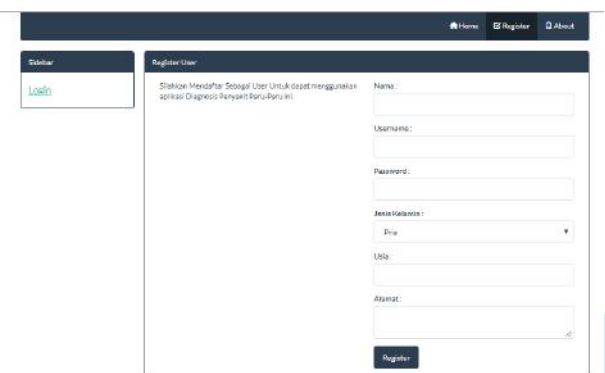 Home Register About
Sidebar
Login
Register User
Silahkan Mendaftar Sebagai User Untuk dapat menggunakan
aplikasi Diagnosis Penyakit Paru-Paru ini.
Nama :
Username :
Password :
Jenis Kelamin :
Pria
Usia :
Alamat :
Register